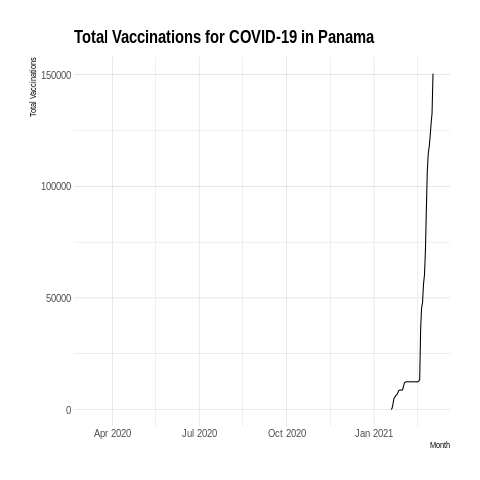 Total Vaccinations for COVID-19 in Panama
Total Vaccinations
150000
100000
50000
0
Apr 2020
Jul 2020
Oct 2020
Jan 2021
Month